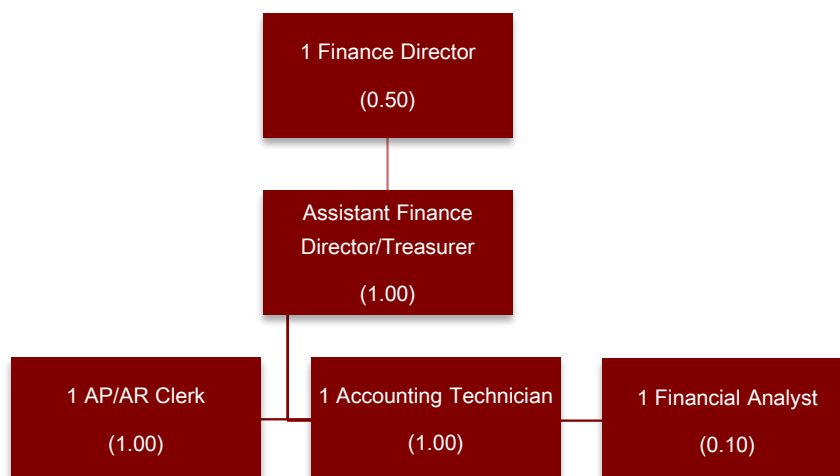 1 Finance Director
(0.50)
Assistant Finance
Director/Treasurer
(1.00)
1 AP/AR Clerk
(1.00)
1 Accounting Technician
(1.00)
1 Financial Analyst
(0.10)